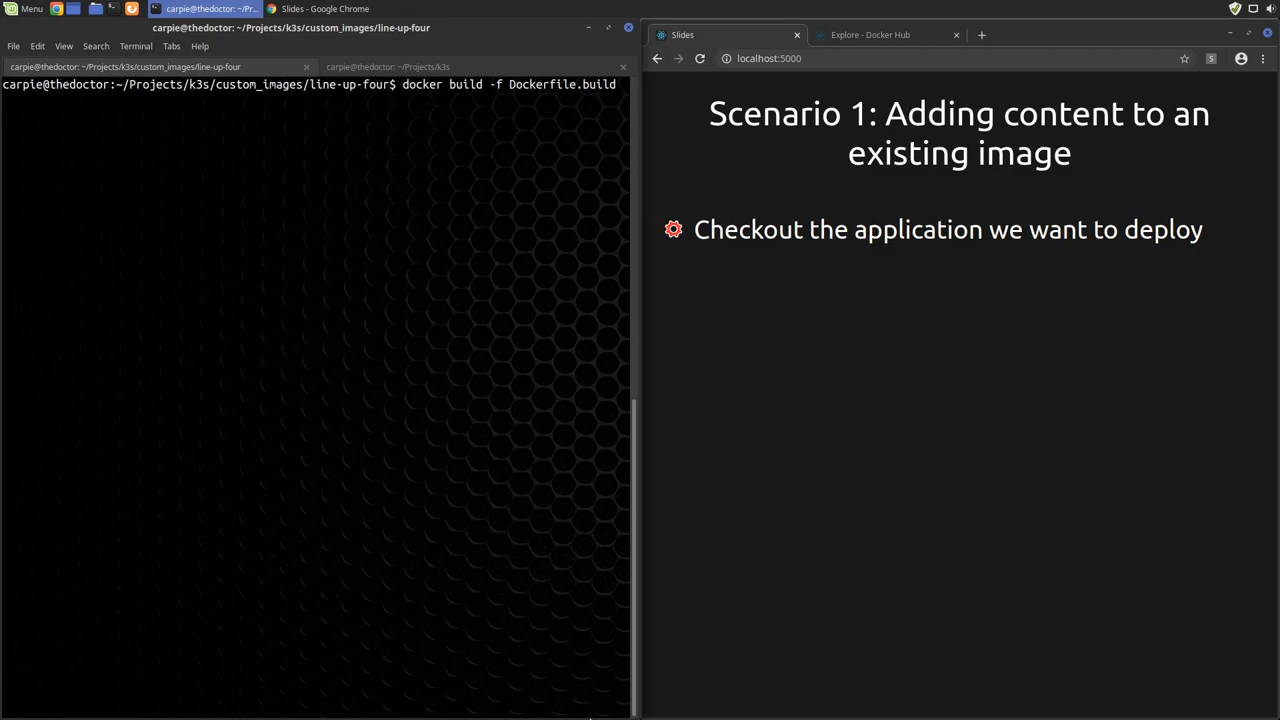 Menu
carpie@thedoctor: ~/Pr...
Slides - Google Chrome
carpie@thedoctor: ~/Projects/k3s/custom_images/line-up-four
File Edit View Search Terminal Tabs Help
carpie@thedoctor: ~/Projects/k3s/custom_images/line-up-four
carpie@thedoctor: ~/Projects/k3s
carpie@thedoctor:~/Projects/k3s/custom_images/line-up-four$ docker build -f Dockerfile.build
Slides
Explore - Docker Hub
localhost:5000
S
Scenario 1: Adding content to an
existing image
Checkout the application we want to deploy